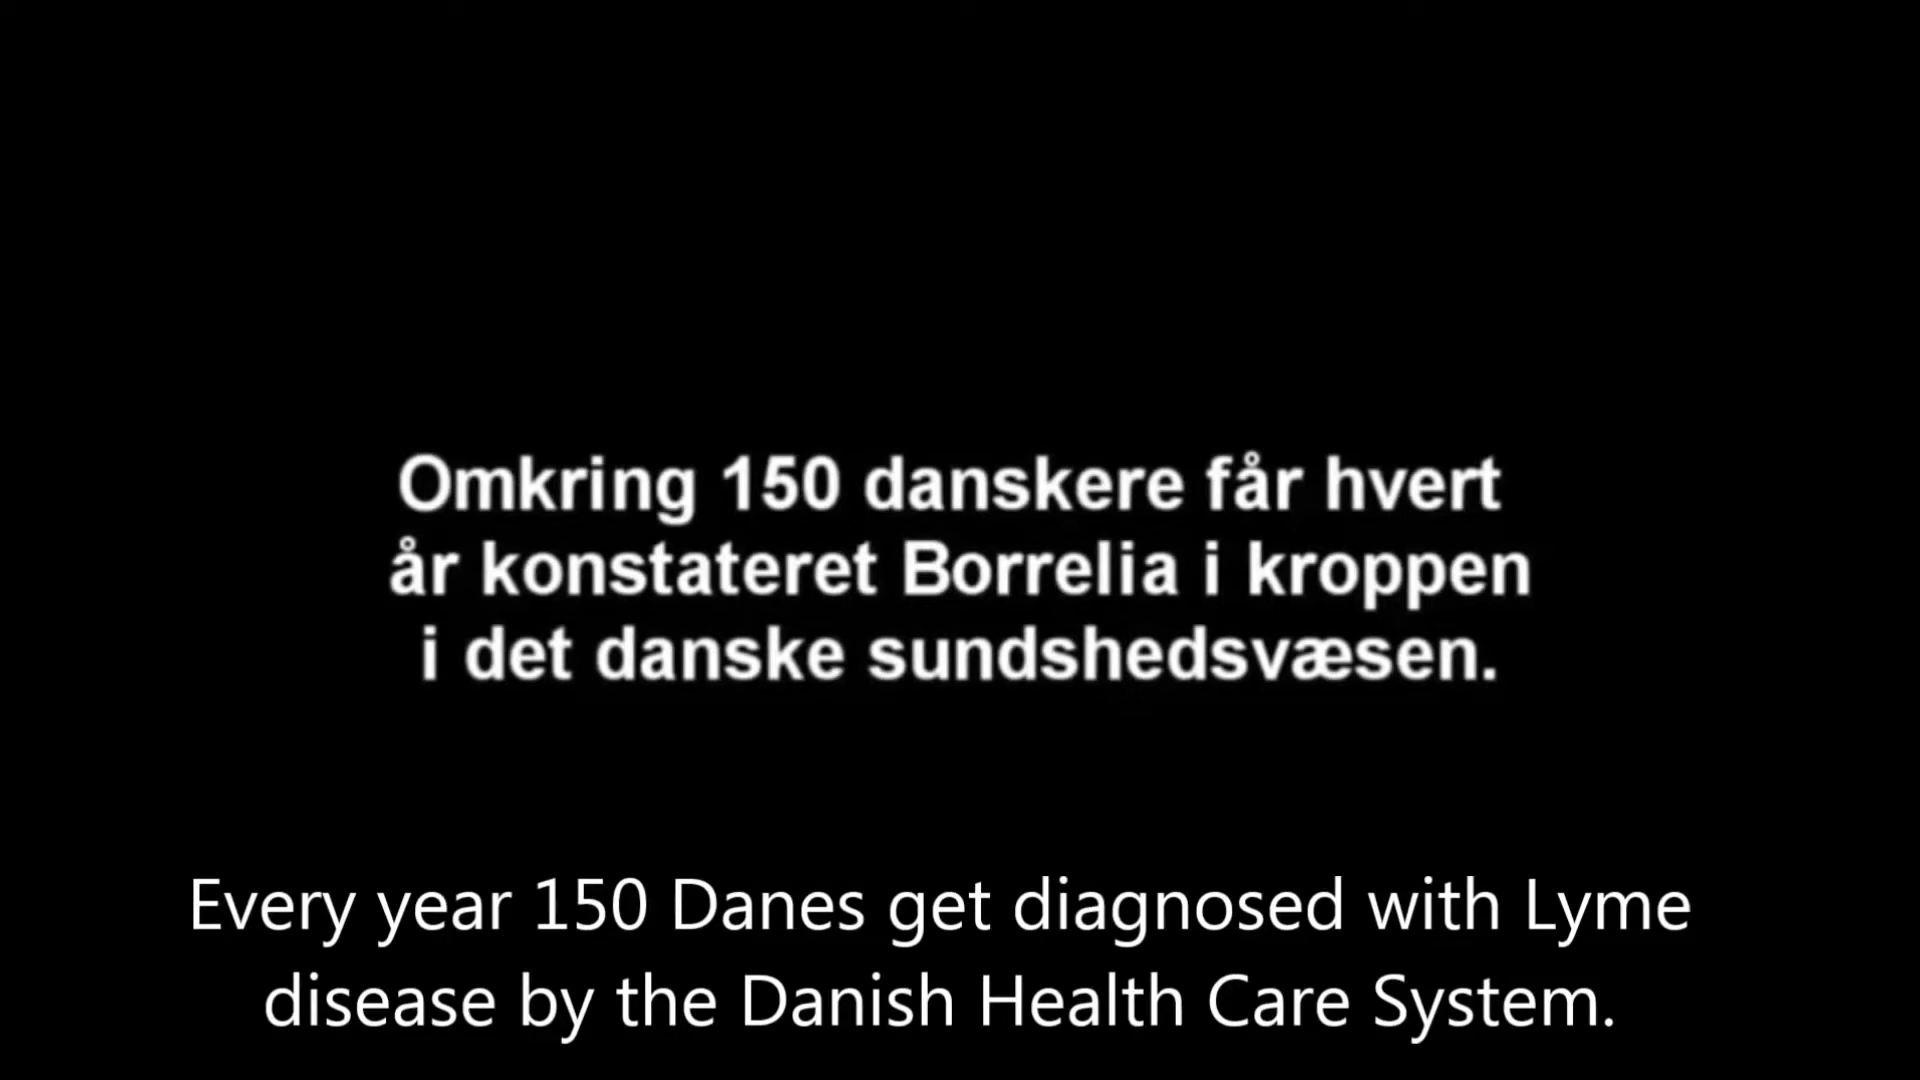 Omkring 150 danskere får hvert
år konstateret Borrelia i kroppen
i det danske sundshedsvæsen.
Every year 150 Danes get diagnosed with Lyme
disease by the Danish Health Care System.